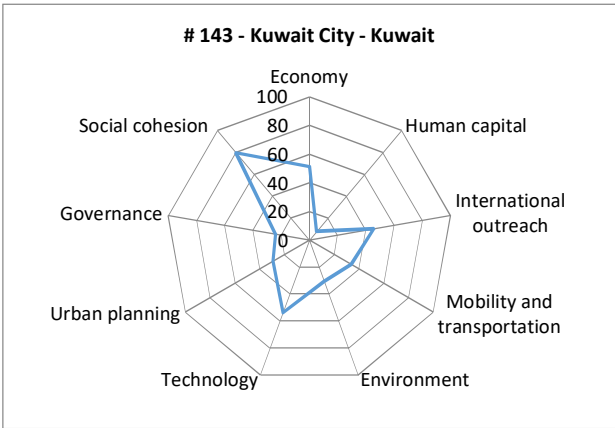 # 143 - Kuwait City - Kuwait
Economy
100
80
60
40
20
0
Human capital
International
outreach
Mobility and
transportation
Environment
Technology
Urban planning
Governance
Social cohesion